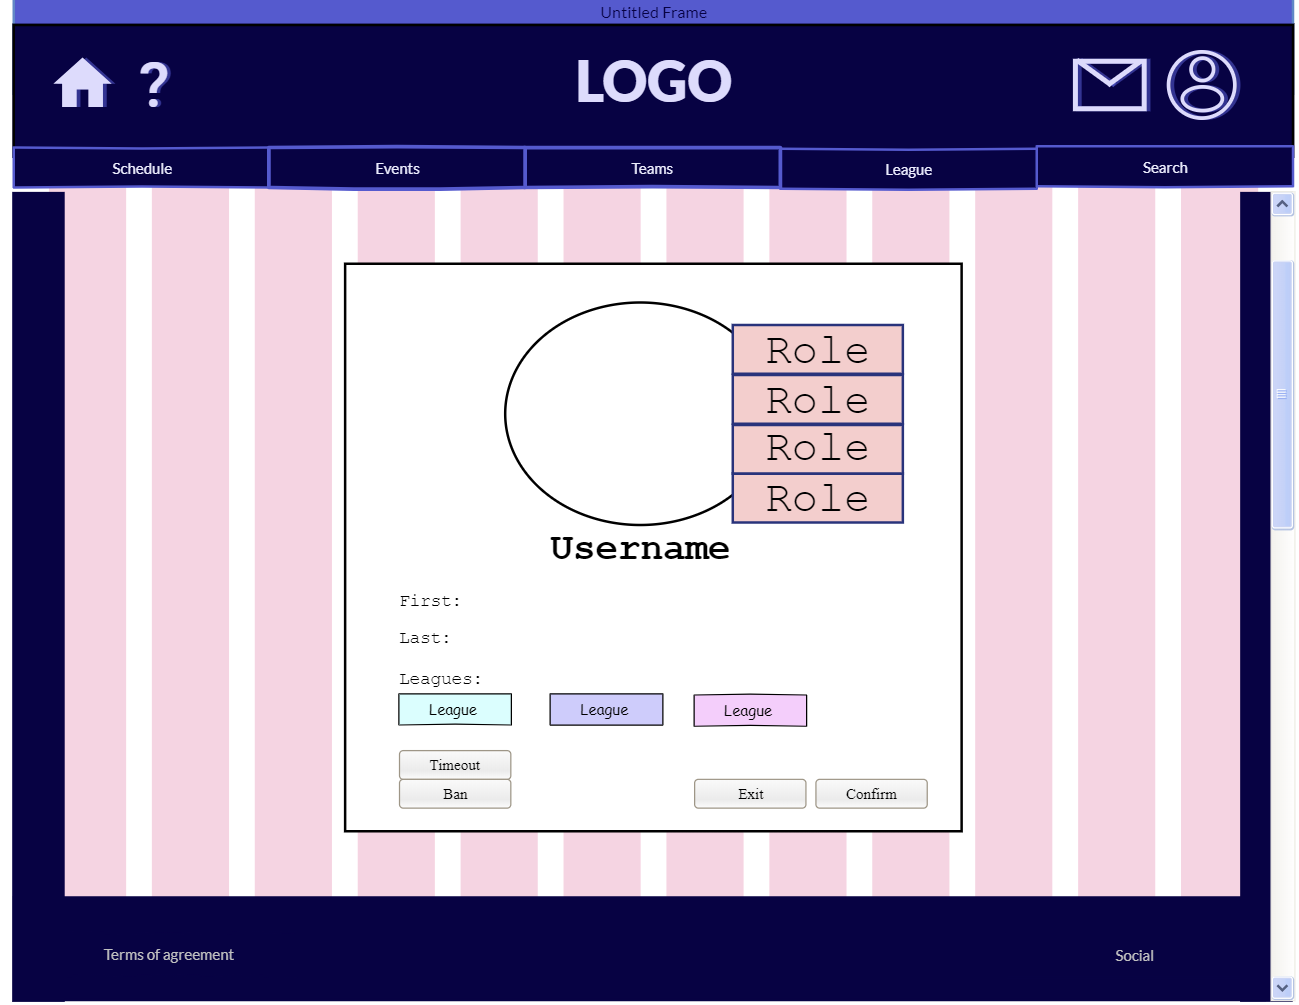 Untitled Frame
?
LOGO
Schedule
Events
Teams
League
Search
Role
Role
Role
Role
Username
First:
Last:
Leagues:
League
League
League
Timeout
Ban
Exit
Confirm
Terms of agreement
Social